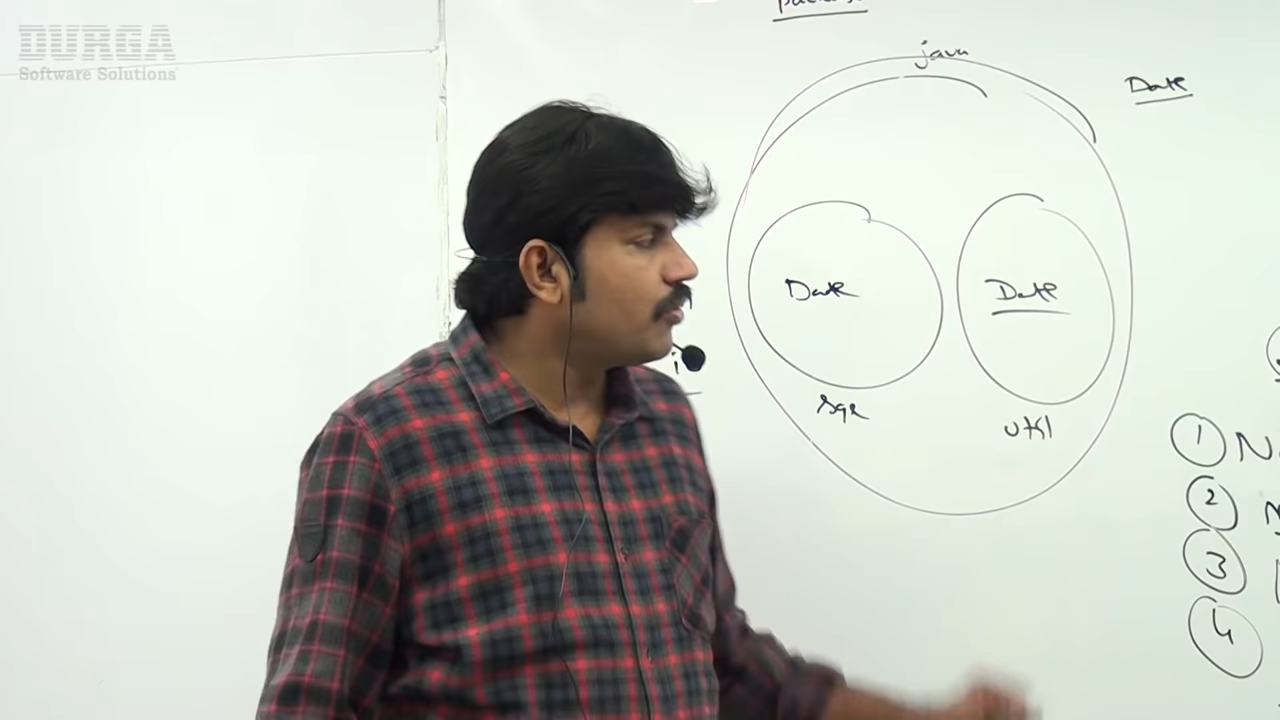 DURGA
Software Solutions
java
Date
Date
Date
sql
util
1
N
2
3
4